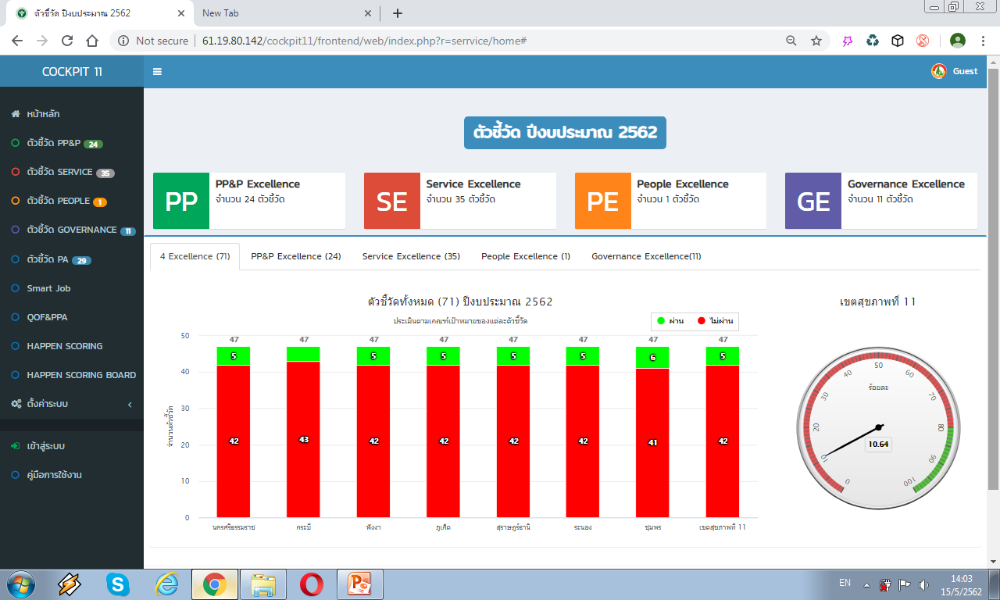 ตัวชี้วัด ปีงบประมาณ 2562
New Tab
Not secure | 61.19.80.142/cockpit11/frontend/web/index.php?r=serrvice/home#
COCKPIT 11
Guest
หน้าหลัก
ตัวชี้วัด PP&P 24
ตัวชี้วัด SERVICE 35
ตัวชี้วัด PEOPLE 1
ตัวชี้วัด GOVERNANCE 11
ตัวชี้วัด PA 29
Smart Job
QOF&PPA
HAPPEN SCORING
HAPPEN SCORING BOARD
ตั้งค่าระบบ
เข้าสู่ระบบ
คู่มือการใช้งาน
ตัวชี้วัด ปีงบประมาณ 2562
PP
PP&P Excellence
จำนวน 24 ตัวชี้วัด
SE
Service Excellence
จำนวน 35 ตัวชี้วัด
PE
People Excellence
จำนวน 1 ตัวชี้วัด
GE
Governance Excellence
จำนวน 11 ตัวชี้วัด
4 Excellence (71) PP&P Excellence (24) Service Excellence (35) People Excellence (1) Governance Excellence(11)
ตัวชี้วัดทั้งหมด (71) ปีงบประมาณ 2562
ประเมินตามเกณฑ์เป้าหมายของแต่ละตัวชี้วัด
ผ่าน ไม่ผ่าน
จำนวนตัวชี้วัด
50
40
30
20
10
0
47 47 47 47 47 47 47 47
5 5 5 5 5 6 5
42 43 42 42 42 42 41 42
นครศรีธรรมราช กระบี่ พังงา ภูเก็ต สุราษฎร์ธานี ระนอง ชุมพร เขตสุขภาพที่ 11
เขตสุขภาพที่ 11
0 10 20 30 40 50 60 70 80 90 100
ร้อยละ
10.64
EN
14:03
15/5/2562